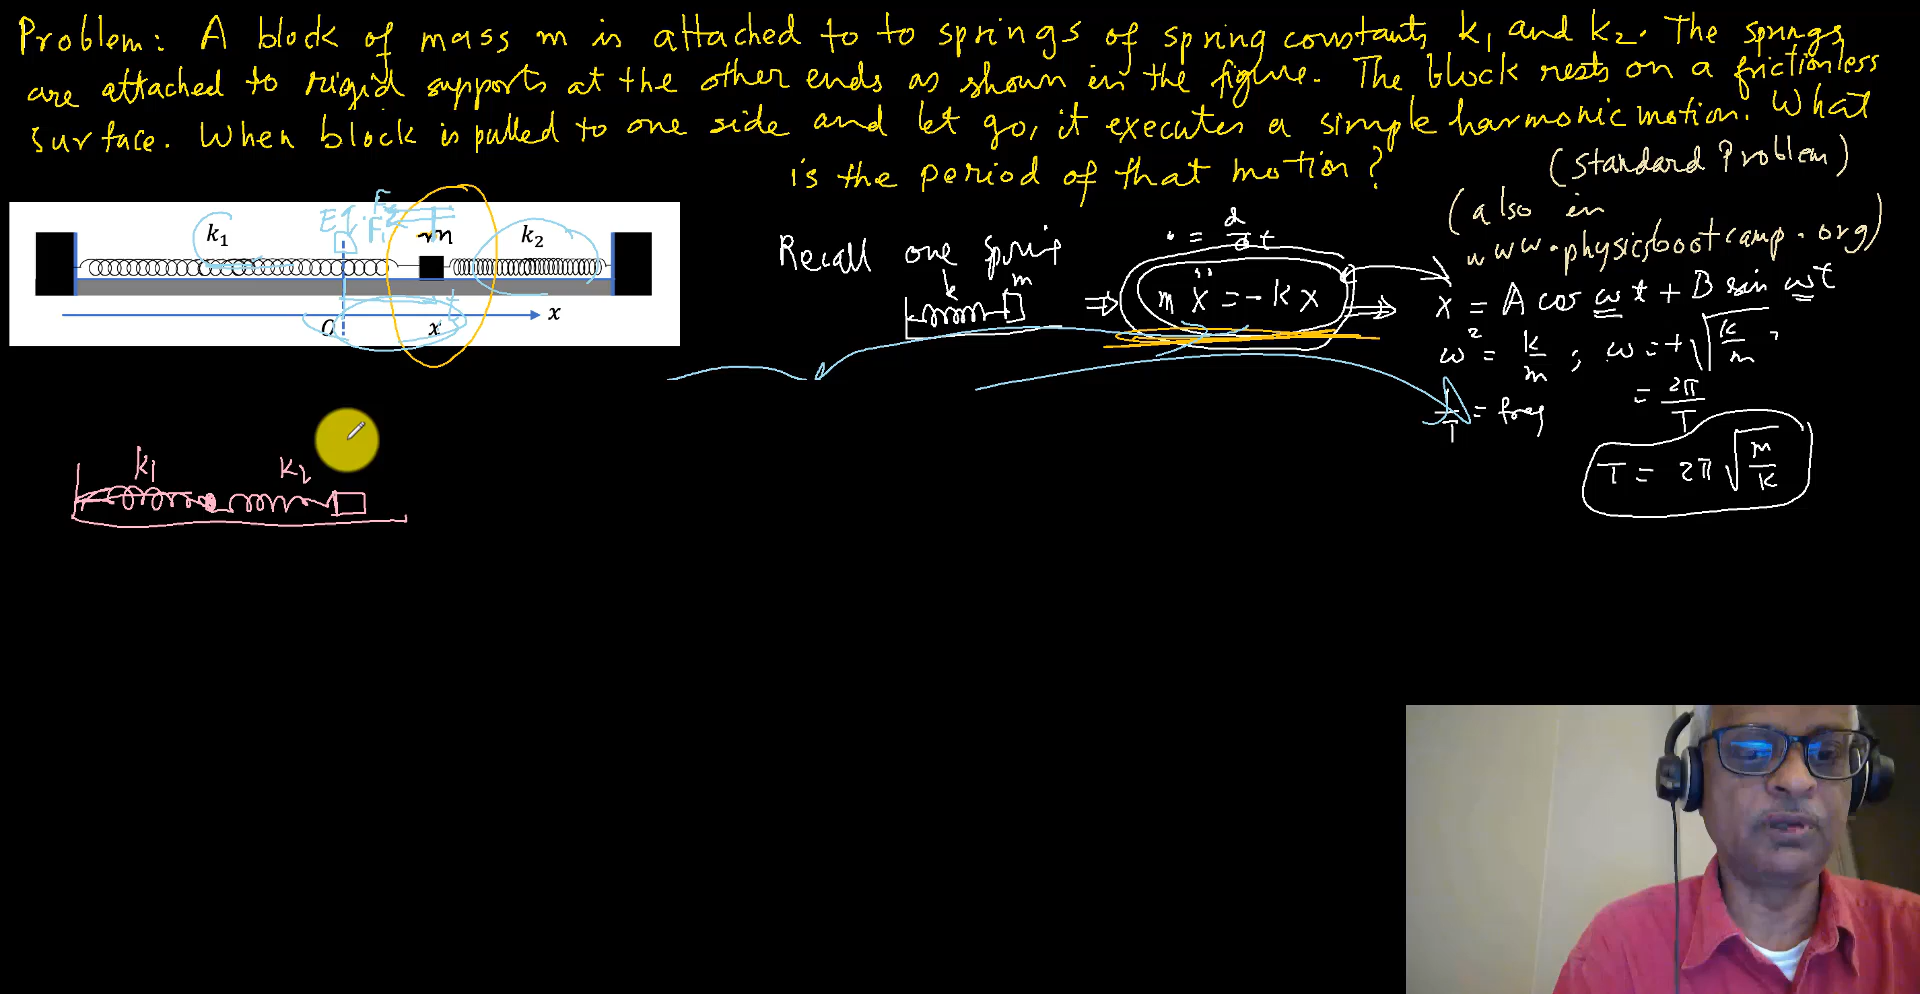 Problem: A block of mass m is attached to to springs of spring constants k₁ and k₂. The springs
are attached to rigid supports at the other ends as shown in the figure. The block rests on a frictionless
surface. When block is pulled to one side and let go, it executes a simple harmonic motion. What
is the period of that motion?
(Standard Problem)
(also in
www.physicsbootcamp.org)
k₁
m
k₂
O
x
x
Recall one spring
k
m
⇒ m ẍ = - k x ⇒
x = A cos ωt + B sin ωt
ω² = k/m ; ω = +√(k/m) ,
= 2π/T
1/T = freq
T = 2π √(m/k)
k₁ k₂